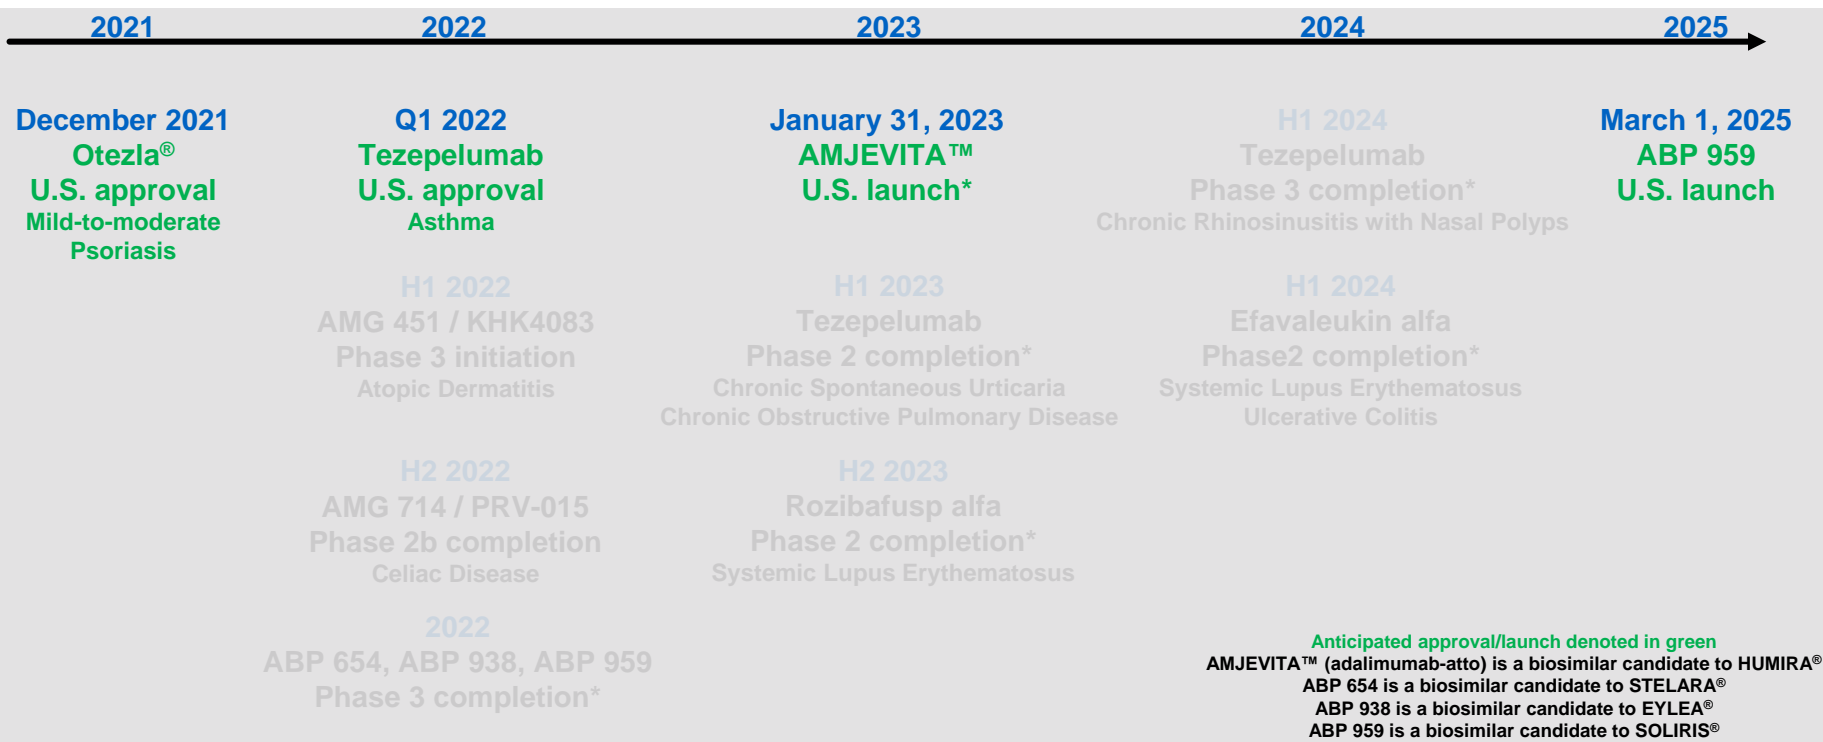 2021
2022
2023
2024
2025
December 2021
Otezla®
U.S. approval
Mild-to-moderate
Psoriasis
Q1 2022
Tezepelumab
U.S. approval
Asthma
H1 2022
AMG 451 / KHK4083
Phase 3 initiation
Atopic Dermatitis
H2 2022
AMG 714 / PRV-015
Phase 2b completion
Celiac Disease
2022
ABP 654, ABP 938, ABP 959
Phase 3 completion*
January 31, 2023
AMJEVITA™
U.S. launch*
H1 2023
Tezepelumab
Phase 2 completion*
Chronic Spontaneous Urticaria
Chronic Obstructive Pulmonary Disease
H2 2023
Rozibafusp alfa
Phase 2 completion*
Systemic Lupus Erythematosus
H1 2024
Tezepelumab
Phase 3 completion*
Chronic Rhinosinusitis with Nasal Polyps
H1 2024
Efavaleukin alfa
Phase2 completion*
Systemic Lupus Erythematosus
Ulcerative Colitis
March 1, 2025
ABP 959
U.S. launch
Anticipated approval/launch denoted in green
AMJEVITA™ (adalimumab-atto) is a biosimilar candidate to HUMIRA®
ABP 654 is a biosimilar candidate to STELARA®
ABP 938 is a biosimilar candidate to EYLEA®
ABP 959 is a biosimilar candidate to SOLIRIS®